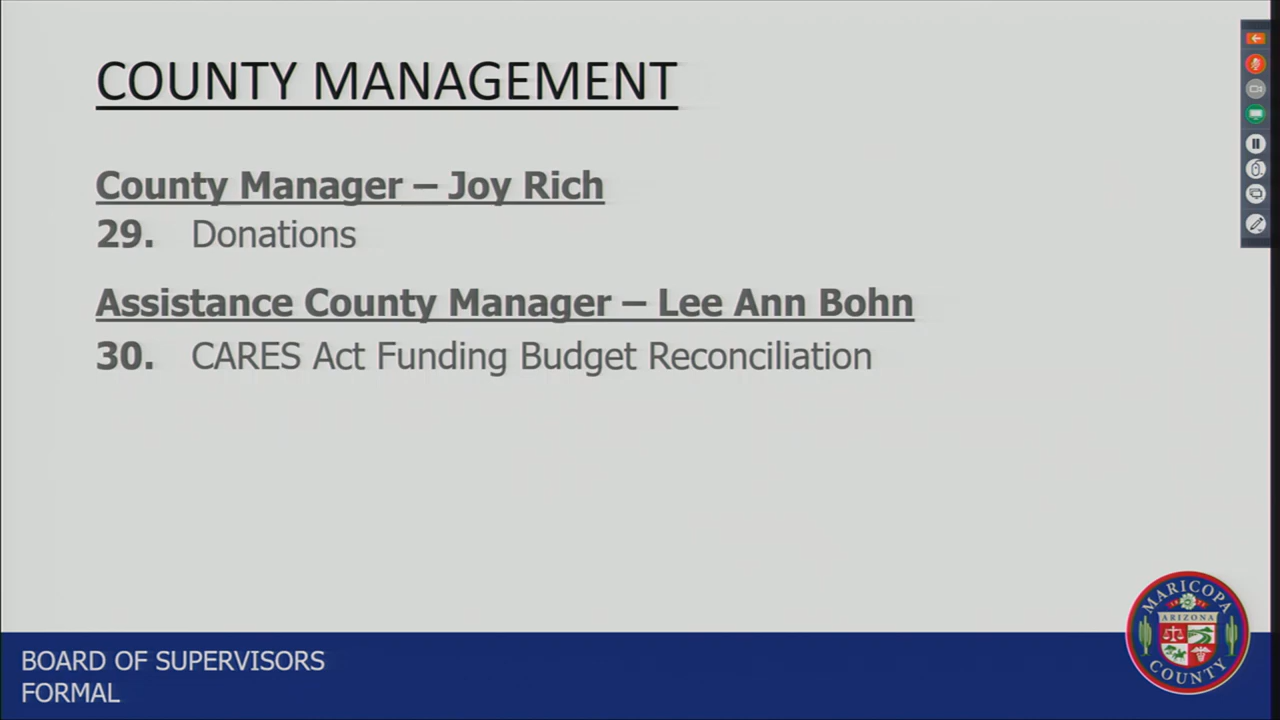 COUNTY MANAGEMENT
County Manager – Joy Rich
29. Donations
Assistance County Manager – Lee Ann Bohn
30. CARES Act Funding Budget Reconciliation
BOARD OF SUPERVISORS
FORMAL
MARICOPA
ARIZONA
COUNTY